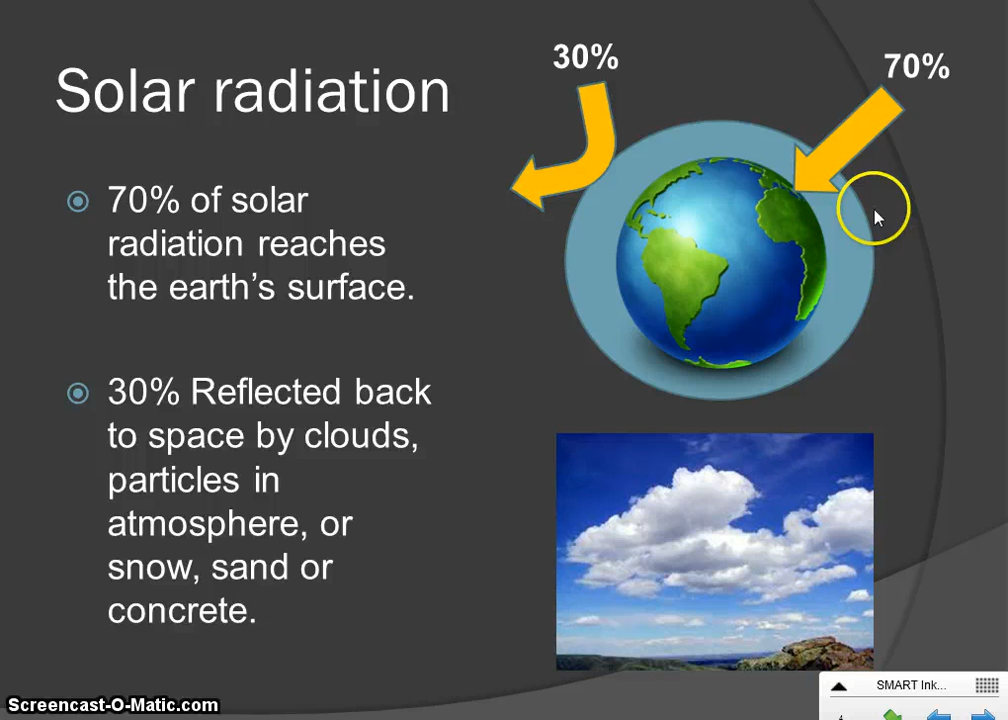 Solar radiation
30%
70%
70% of solar
radiation reaches
the earth’s surface.
30% Reflected back
to space by clouds,
particles in
atmosphere, or
snow, sand or
concrete.
Screencast-O-Matic.com
SMART Ink...